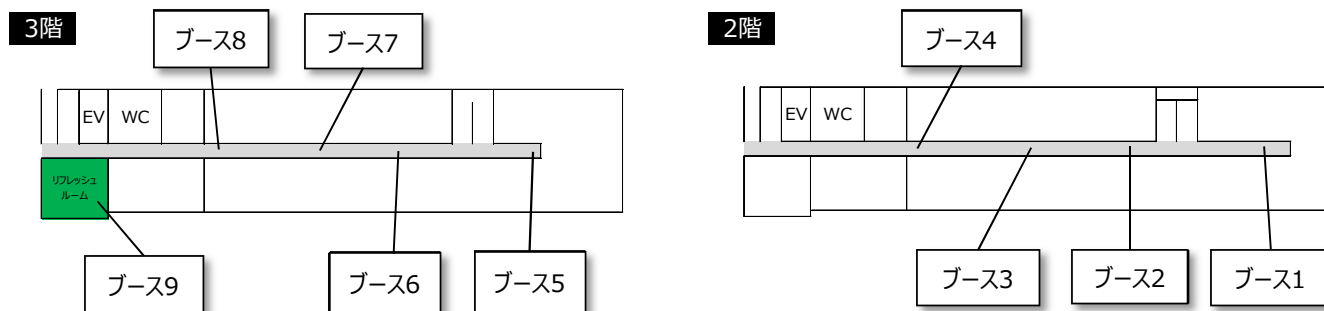 3階
ブース8
ブース7
EV
WC
リフレッシュ
ルーム
ブース9
ブース6
ブース5
2階
ブース4
EV
WC
ブース3
ブース2
ブース1